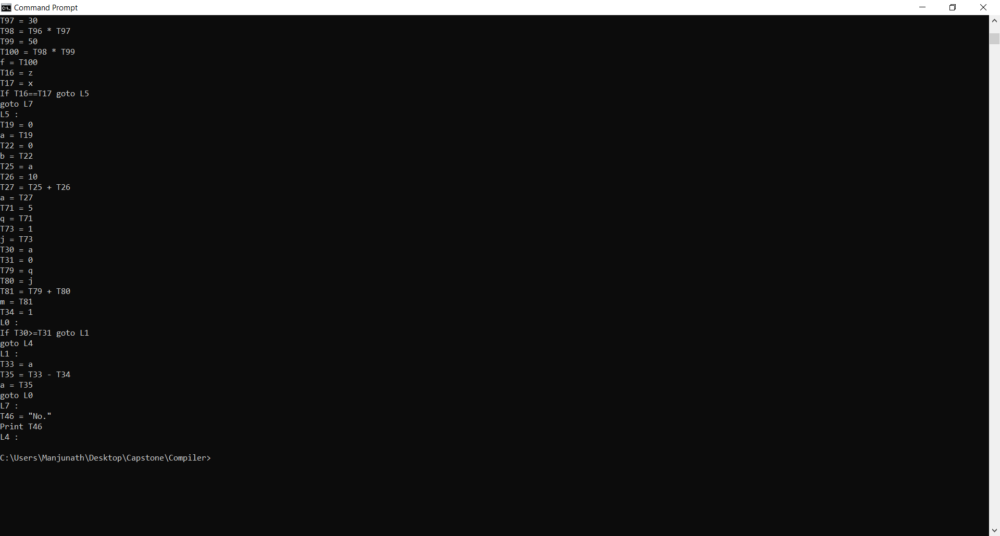 Command Prompt
T97 = 30
T98 = T96 * T97
T99 = 50
T100 = T98 * T99
f = T100
T16 = z
T17 = x
If T16==T17 goto L5
goto L7
L5 :
T19 = 0
a = T19
T22 = 0
b = T22
T25 = a
T26 = 10
T27 = T25 + T26
a = T27
T71 = 5
q = T71
T73 = 1
j = T73
T30 = a
T31 = 0
T79 = q
T80 = j
T81 = T79 + T80
m = T81
T34 = 1
L0 :
If T30>=T31 goto L1
goto L4
L1 :
T33 = a
T35 = T33 - T34
a = T35
goto L0
L7 :
T46 = "No."
Print T46
L4 :
C:\Users\Manjunath\Desktop\Capstone\Compiler>